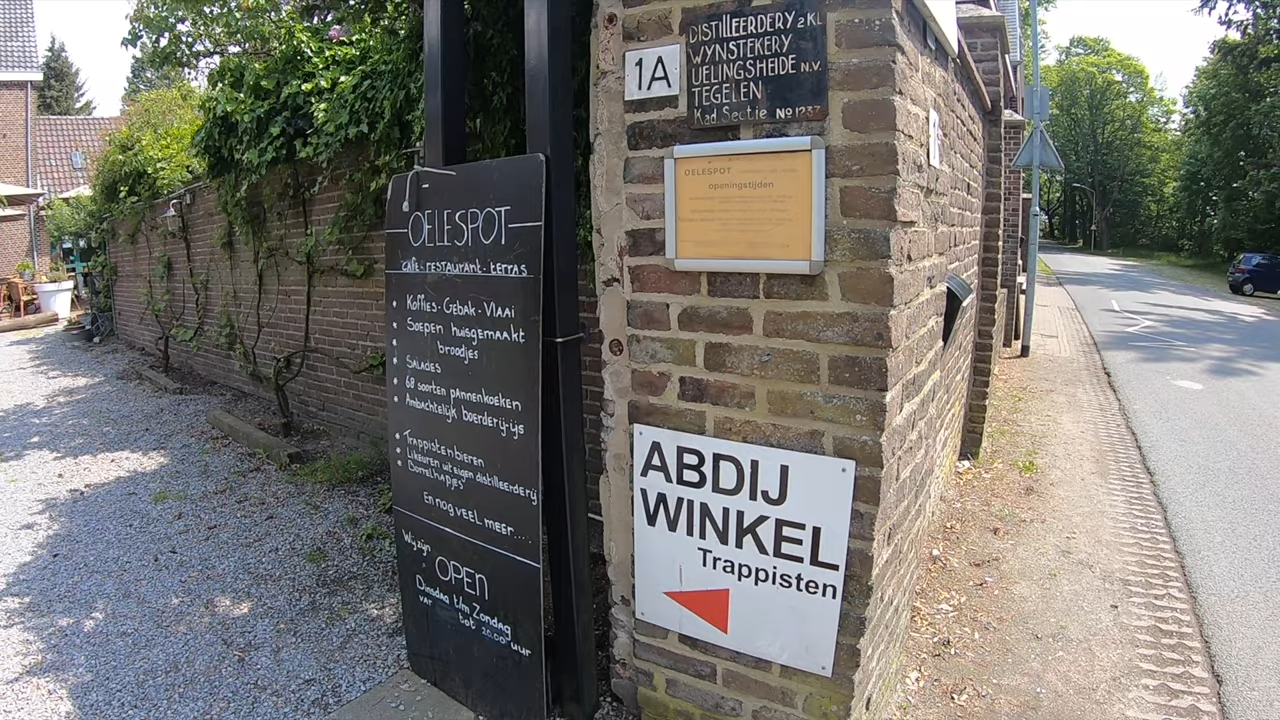 DISTILLEERDERY 2 KL
WYNSTEKERY
UELINGSHEIDE N.V.
TEGELEN
Kad. Sectie No 1237
1A
OELESPOT
openingstijden
OELESPOT
café - restaurant - terras
Koffies - Gebak - Vlaai
Soepen huisgemaakt
broodjes
Salades
68 soorten pannenkoeken
Ambachtelijk boerderij-ijs
Trappistenbieren
Likeuren uit eigen distilleerderij
Borrelhapjes
En nog veel meer....
Wij zijn
OPEN
Dinsdag t/m Zondag
van
tot 20.00 uur
ABDIJ
WINKEL
Trappisten